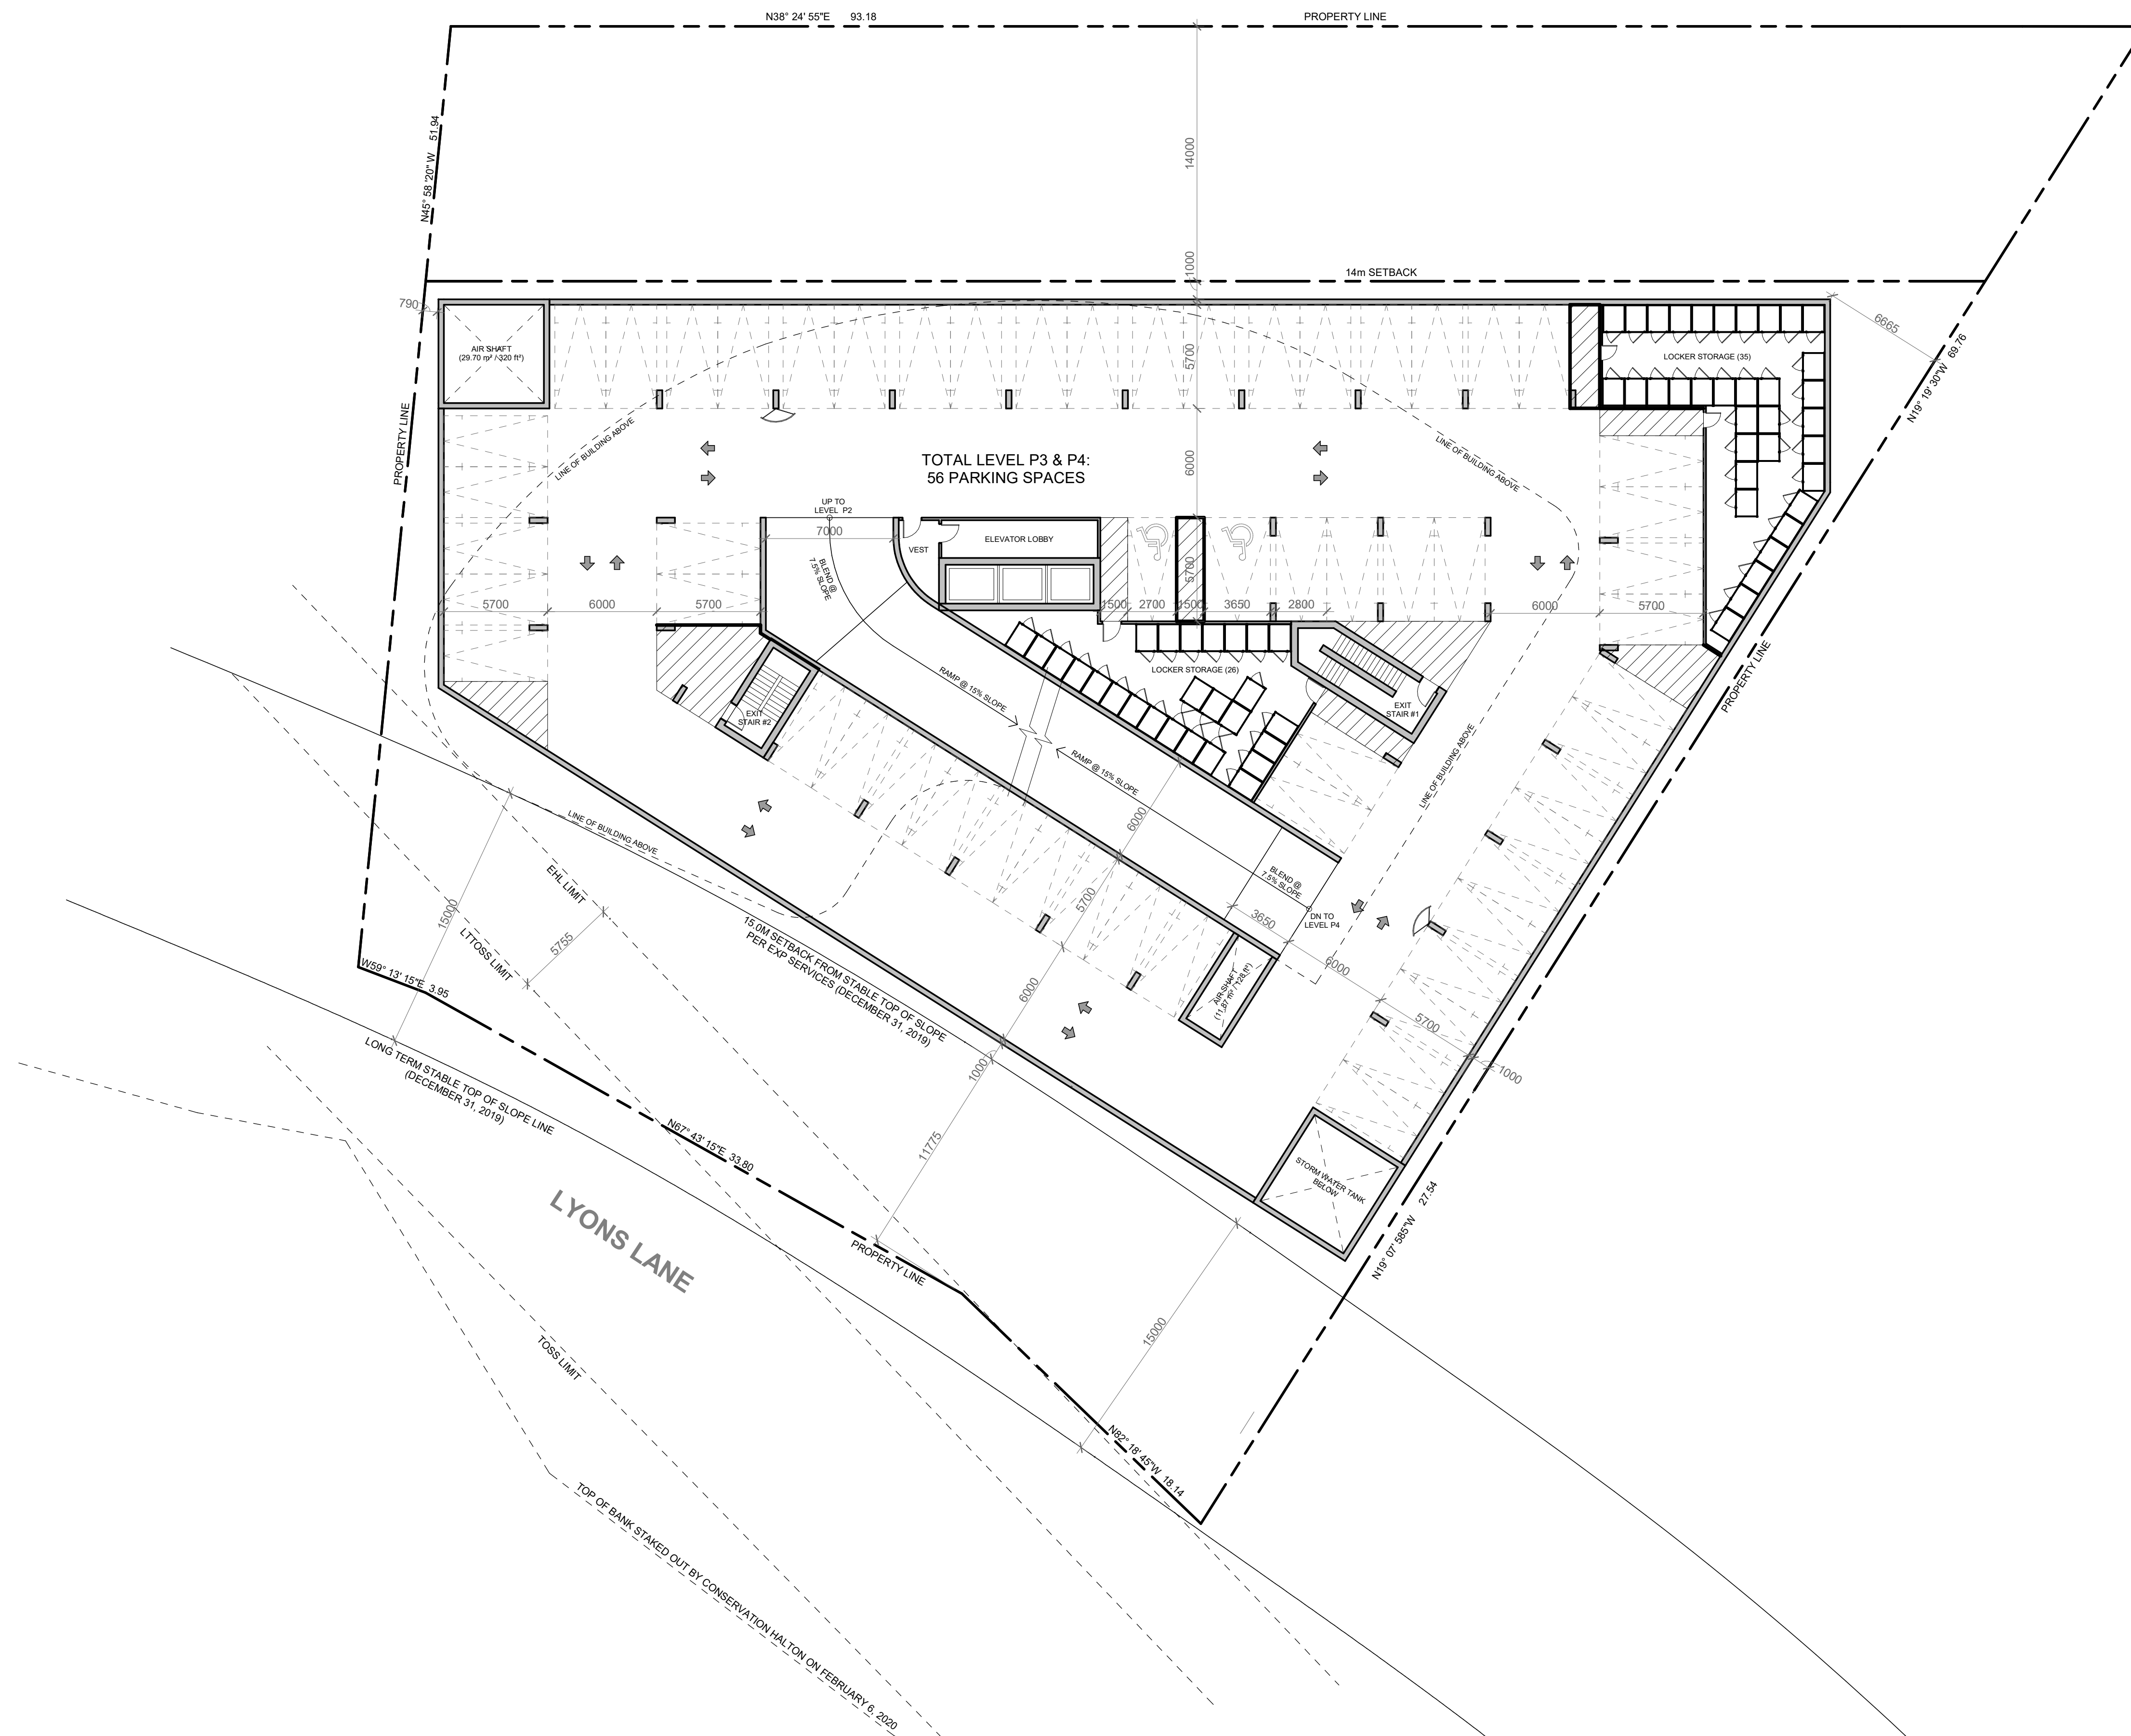 N38° 24' 55"E 93.18
PROPERTY LINE
N45° 58 '20" W 51.94
14000
1000
14m SETBACK
790
AIR SHAFT
(29.70 m² / 320 ft²)
5700
LOCKER STORAGE (35)
6665
N19° 19' 30"W 69.76
PROPERTY LINE
LINE OF BUILDING ABOVE
TOTAL LEVEL P3 & P4:
56 PARKING SPACES
6000
LINE OF BUILDING ABOVE
UP TO
LEVEL P2
7000
VEST
ELEVATOR LOBBY
BLEND @
7.5% SLOPE
5700
5700
6000
5700
1500
2700
1500
3650
2800
6000
5700
LOCKER STORAGE (26)
RAMP @ 15% SLOPE
EXIT
STAIR #2
EXIT
STAIR #1
PROPERTY LINE
RAMP @ 15% SLOPE
LINE OF BUILDING ABOVE
LINE OF BUILDING ABOVE
6000
EHL LIMIT
5700
BLEND @
7.5% SLOPE
15000
3650
DN TO
LEVEL P4
LTTOSS LIMIT
5755
15.0M SETBACK FROM STABLE TOP OF SLOPE
PER EXP SERVICES (DECEMBER 31, 2019)
W59° 13' 15"E 3.95
6000
AIR SHAFT
(11.87 m² / 128 ft²)
6000
5700
1000
1000
LONG TERM STABLE TOP OF SLOPE LINE
(DECEMBER 31, 2019)
N67° 43' 15"E 33.80
11775
STORM WATER TANK
BELOW
LYONS LANE
PROPERTY LINE
N19° 07' 585"W 27.54
TOSS LIMIT
15000
N82° 18' 45"W 18.14
TOP OF BANK STAKED OUT BY CONSERVATION HALTON ON FEBRUARY 6, 2020